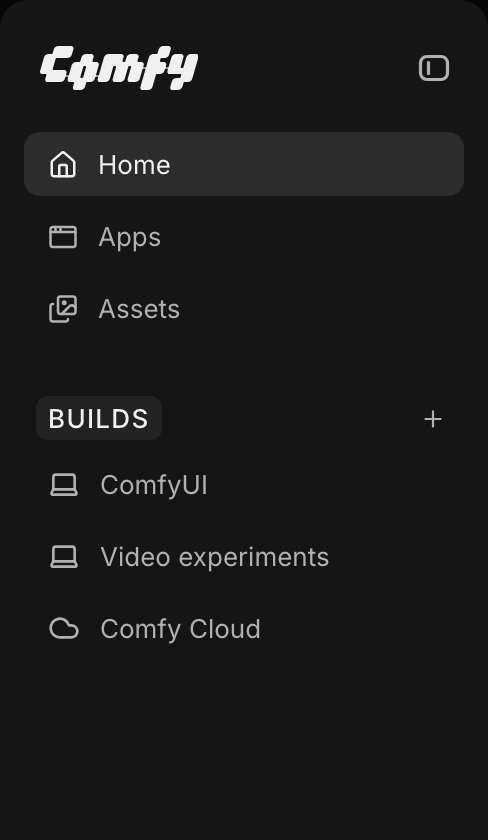 Comfy
Home
Apps
Assets
BUILDS
ComfyUI
Video experiments
Comfy Cloud